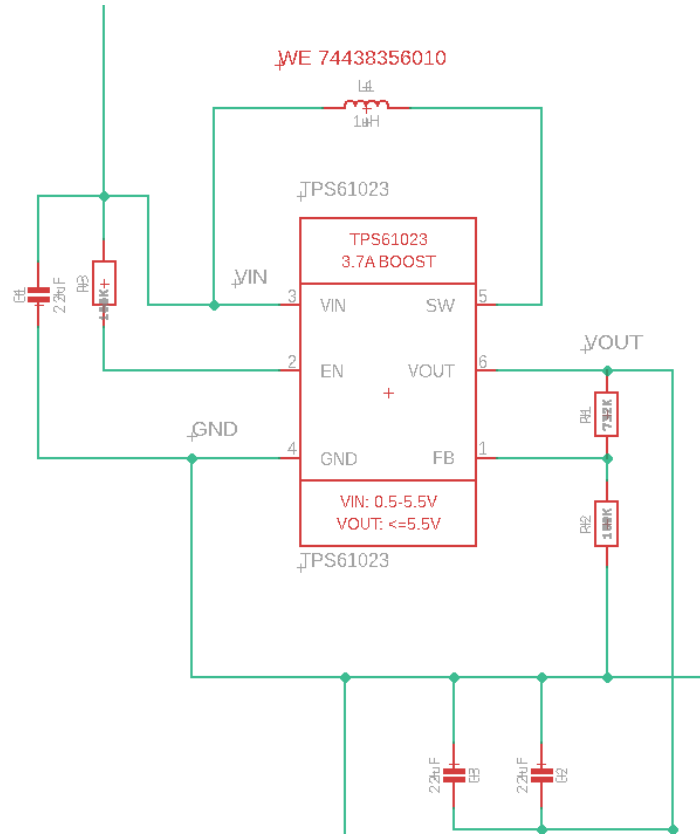 WE 74438356010
L1
1uH
TPS61023
TPS61023
3.7A BOOST
VIN
3
VIN
SW
5
22uF
R3
VOUT
2
EN
VOUT
6
R1
732K
GND
4
GND
FB
1
VIN: 0.5-5.5V
VOUT: <=5.5V
R2
100K
TPS61023
22uF
C3
22uF
C2